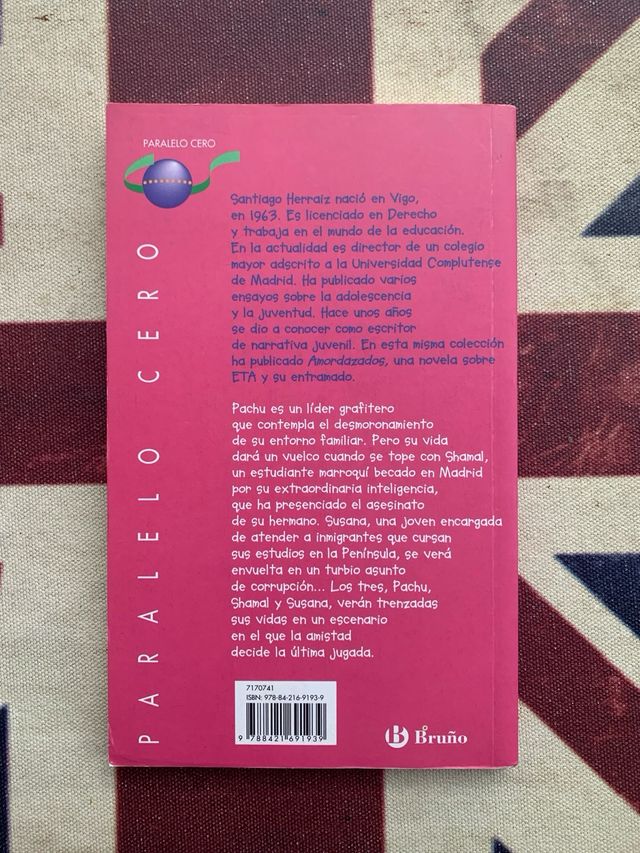 PARALELO CERO
PARALELO CERO
Santiago Herraiz nació en Vigo,
en 1963. Es licenciado en Derecho
y trabaja en el mundo de la educación.
En la actualidad es director de un colegio
mayor adscrito a la Universidad Complutense
de Madrid. Ha publicado varios
ensayos sobre la adolescencia
y la juventud. Hace unos años
se dio a conocer como escritor
de narrativa juvenil. En esta misma colección
ha publicado Amordazados, una novela sobre
ETA y su entramado.
Pachu es un líder grafitero
que contempla el desmoronamiento
de su entorno familiar. Pero su vida
dará un vuelco cuando se tope con Shamal,
un estudiante marroquí becado en Madrid
por su extraordinaria inteligencia,
que ha presenciado el asesinato
de su hermano. Susana, una joven encargada
de atender a inmigrantes que cursan
sus estudios en la Península, se verá
envuelta en un turbio asunto
de corrupción... Los tres, Pachu,
Shamal y Susana, verán trenzadas
sus vidas en un escenario
en el que la amistad
decide la última jugada.
7170741
ISBN: 978-84-216-9193-9
9 788421 691939
B Bruño